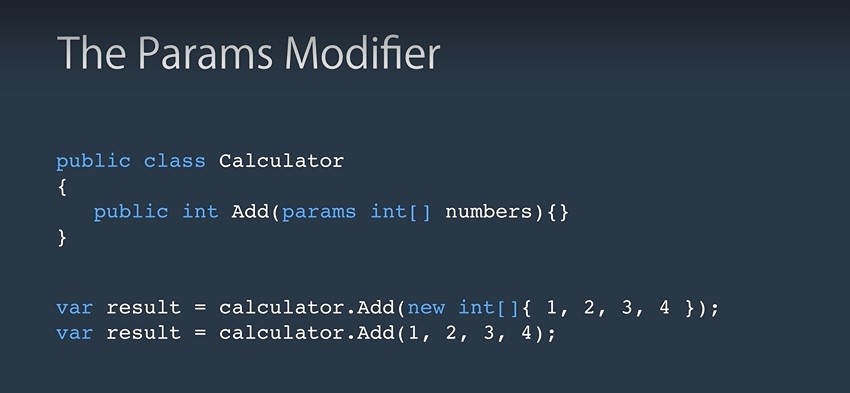 The Params Modifier
public class Calculator
{
public int Add(params int[] numbers){}
}
var result = calculator.Add(new int[]{ 1, 2, 3, 4 });
var result = calculator.Add(1, 2, 3, 4);